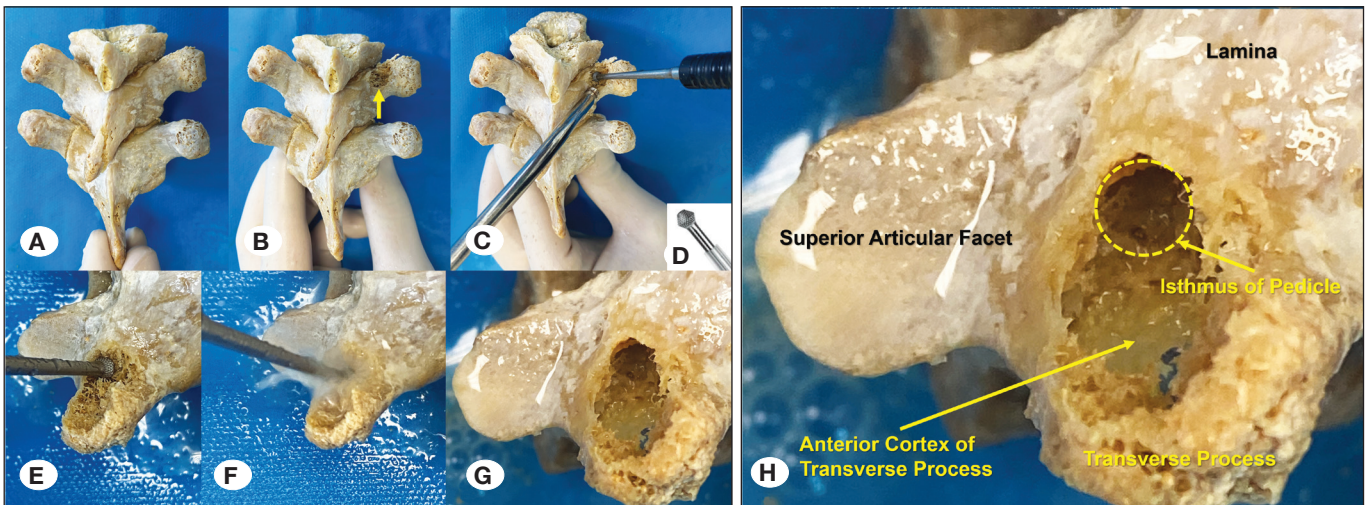 A
B
C
D
E
F
G
Lamina
Superior Articular Facet
Isthmus of Pedicle
Anterior Cortex of
Transverse Process
Transverse Process
H